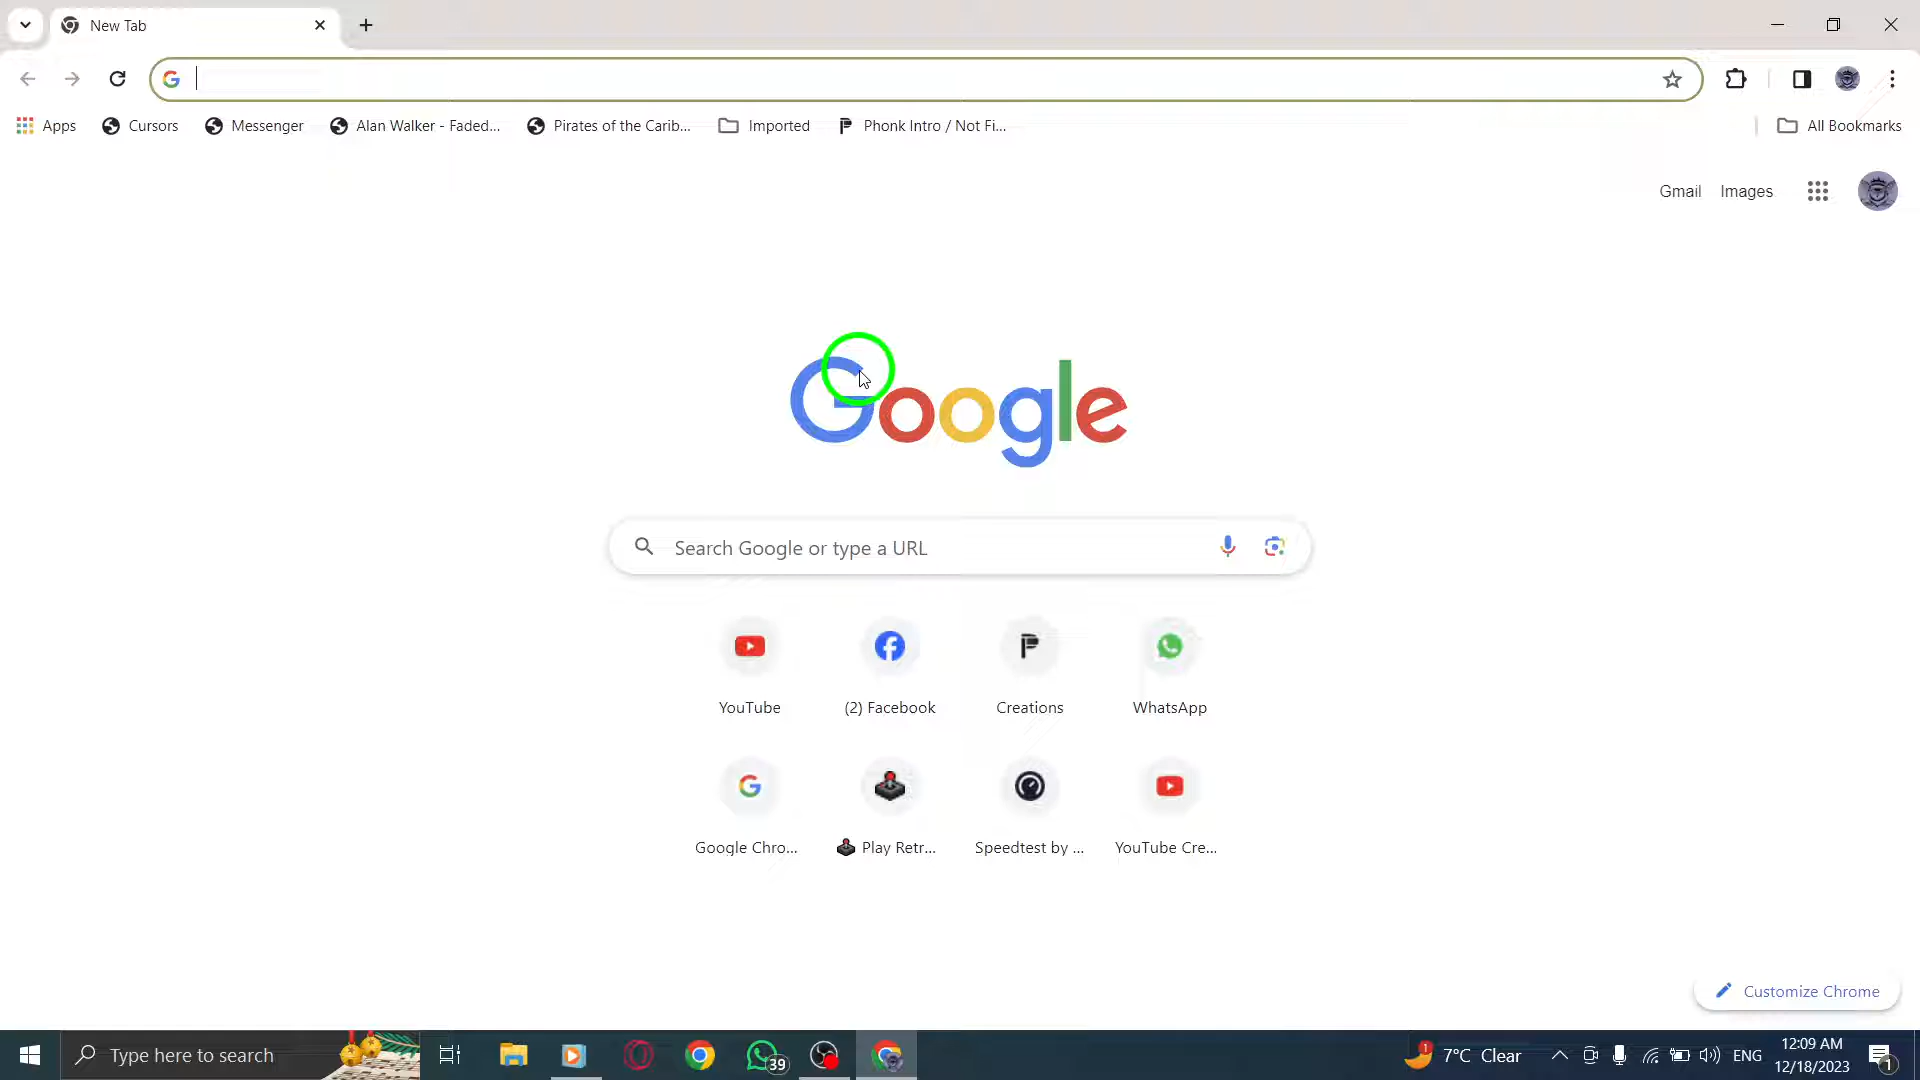 New Tab
Apps Cursors Messenger Alan Walker - Faded... Pirates of the Carib... Imported Phonk Intro / Not Fi... All Bookmarks
Gmail Images
Google
Search Google or type a URL
YouTube (2) Facebook Creations WhatsApp
Google Chro... Play Retr... Speedtest by ... YouTube Cre...
Customize Chrome
Type here to search 39 1 7°C Clear ENG 12:09 AM
12/18/2023 1